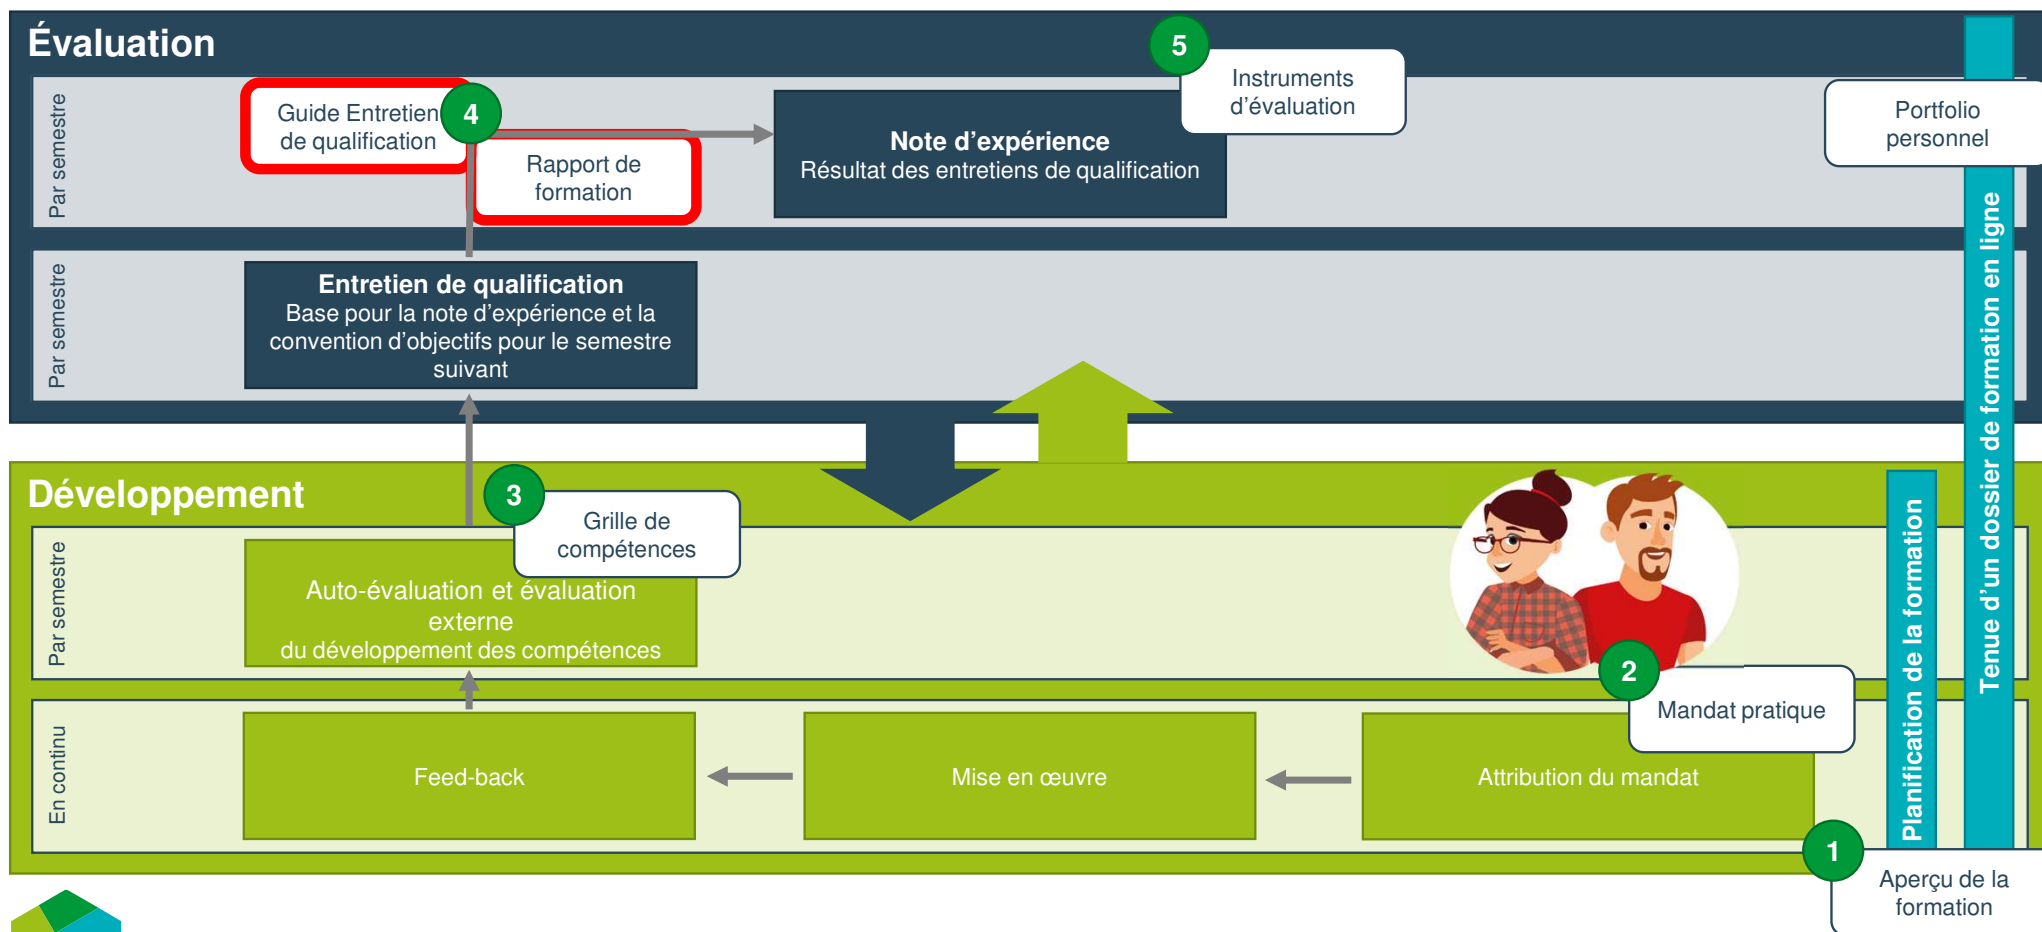 Évaluation
5
Instruments
d’évaluation
Par semestre
Guide Entretien
de qualification
4
Rapport de
formation
Note d’expérience
Résultat des entretiens de qualification
Portfolio
personnel
Par semestre
Entretien de qualification
Base pour la note d’expérience et la
convention d’objectifs pour le semestre
suivant
Tenue d’un dossier de formation en ligne
Développement
3
Grille de
compétences
Par semestre
Auto-évaluation et évaluation
externe
du développement des compétences
Planification de la formation
2
Mandat pratique
En continu
Feed-back
Mise en œuvre
Attribution du mandat
1
Aperçu de la
formation